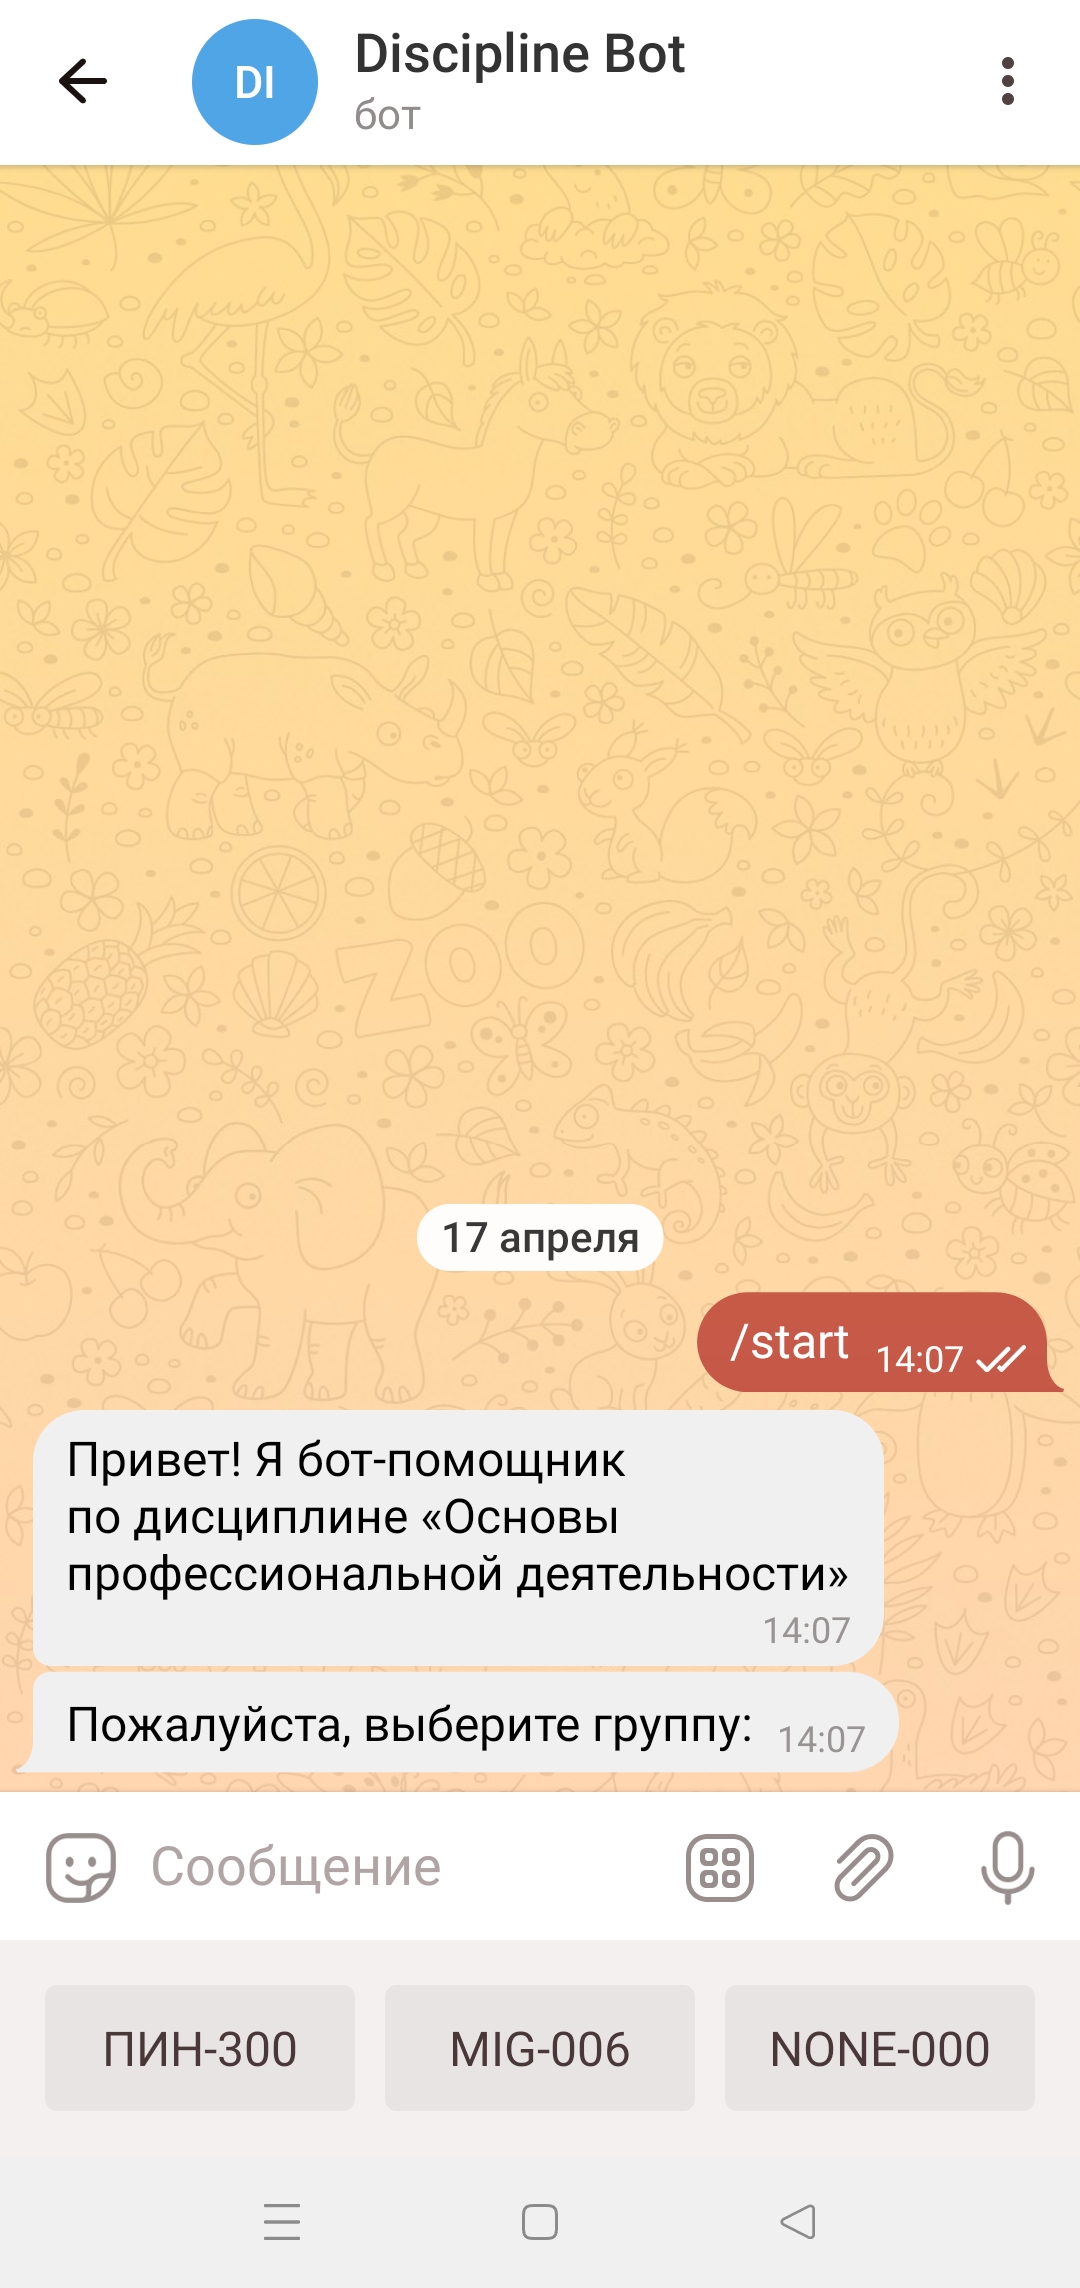 DI
Discipline Bot
бот
ZOO
17 апреля
/start 14:07
Привет! Я бот-помощник
по дисциплине «Основы
профессиональной деятельности»
14:07
Пожалуйста, выберите группу: 14:07
Сообщение
ПИН-300 MIG-006 NONE-000